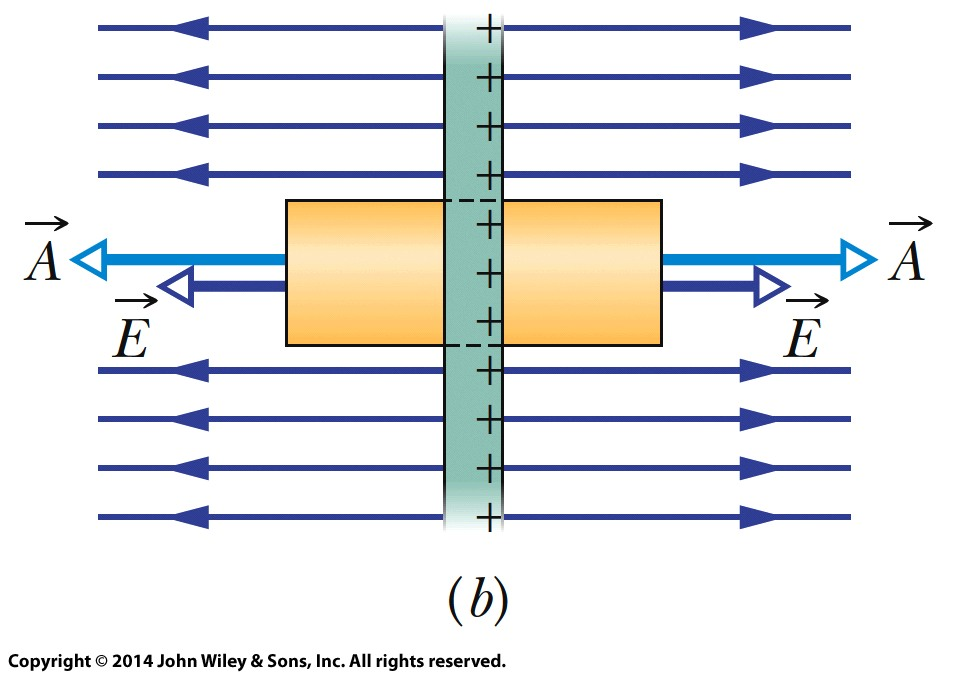 +
+
+
+
+
A⃗ A⃗
+
E⃗ E⃗
+
+
+
+
+
(b)
Copyright © 2014 John Wiley & Sons, Inc. All rights reserved.